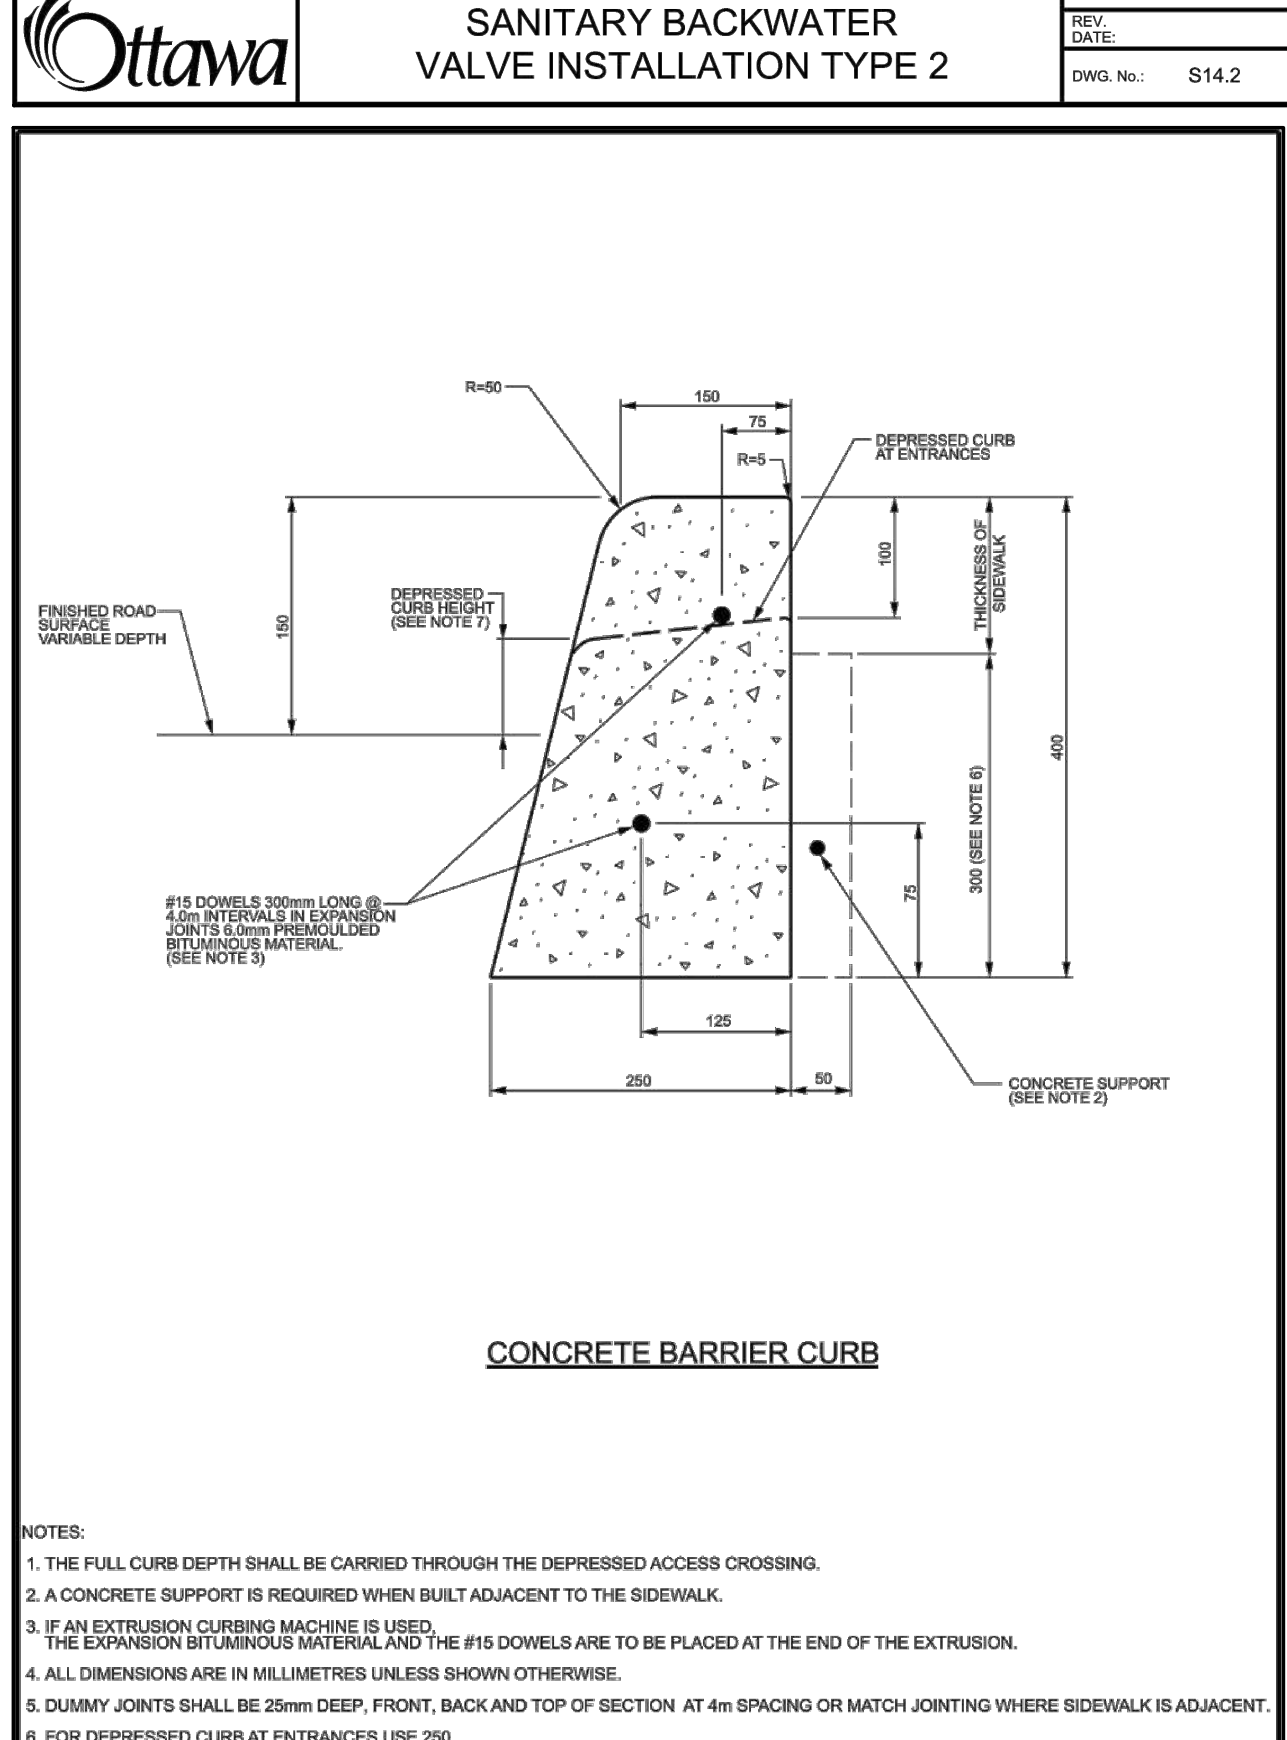 Ottawa
SANITARY BACKWATER
VALVE INSTALLATION TYPE 2
REV.
DATE:
DWG. No.: S14.2
R=50
150
75
R=5
DEPRESSED CURB
AT ENTRANCES
100
THICKNESS OF
SIDEWALK
DEPRESSED
CURB HEIGHT
(SEE NOTE 7)
FINISHED ROAD
SURFACE
VARIABLE DEPTH
150
400
300 (SEE NOTE 6)
75
#15 DOWELS 300mm LONG @
4.0m INTERVALS IN EXPANSION
JOINTS 6.0mm PREMOULDED
BITUMINOUS MATERIAL.
(SEE NOTE 3)
125
250
50
CONCRETE SUPPORT
(SEE NOTE 2)
CONCRETE BARRIER CURB
NOTES:
1. THE FULL CURB DEPTH SHALL BE CARRIED THROUGH THE DEPRESSED ACCESS CROSSING.
2. A CONCRETE SUPPORT IS REQUIRED WHEN BUILT ADJACENT TO THE SIDEWALK.
3. IF AN EXTRUSION CURBING MACHINE IS USED,
THE EXPANSION BITUMINOUS MATERIAL AND THE #15 DOWELS ARE TO BE PLACED AT THE END OF THE EXTRUSION.
4. ALL DIMENSIONS ARE IN MILLIMETRES UNLESS SHOWN OTHERWISE.
5. DUMMY JOINTS SHALL BE 25mm DEEP, FRONT, BACK AND TOP OF SECTION AT 4m SPACING OR MATCH JOINTING WHERE SIDEWALK IS ADJACENT.
6. FOR DEPRESSED CURB AT ENTRANCES USE 250